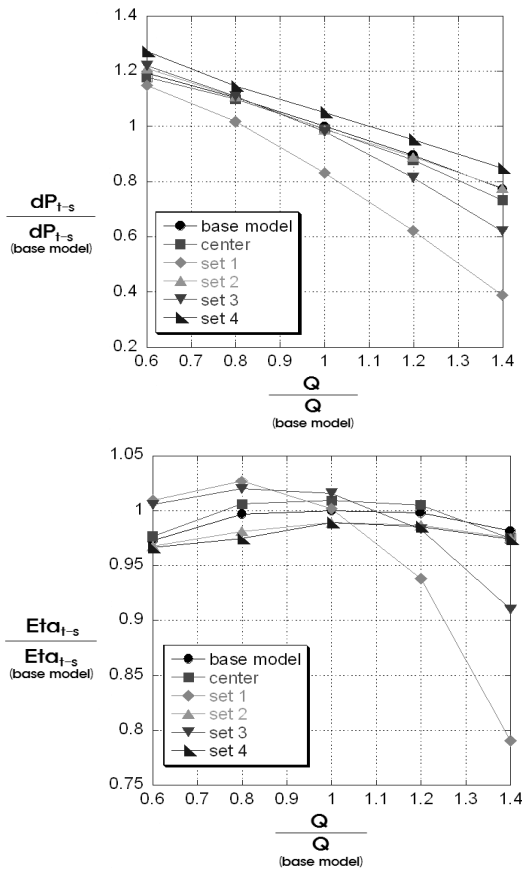 1.4
1.2
1
0.8
0.6
0.4
0.2
dP t-s
dP t-s
(base model)
base model
center
set 1
set 2
set 3
set 4
0.6 0.7 0.8 0.9 1 1.1 1.2 1.3 1.4
Q
Q
(base model)
1.05
1
0.95
0.9
0.85
0.8
0.75
Eta t-s
Eta t-s
(base model)
base model
center
set 1
set 2
set 3
set 4
0.6 0.7 0.8 0.9 1 1.1 1.2 1.3 1.4
Q
Q
(base model)